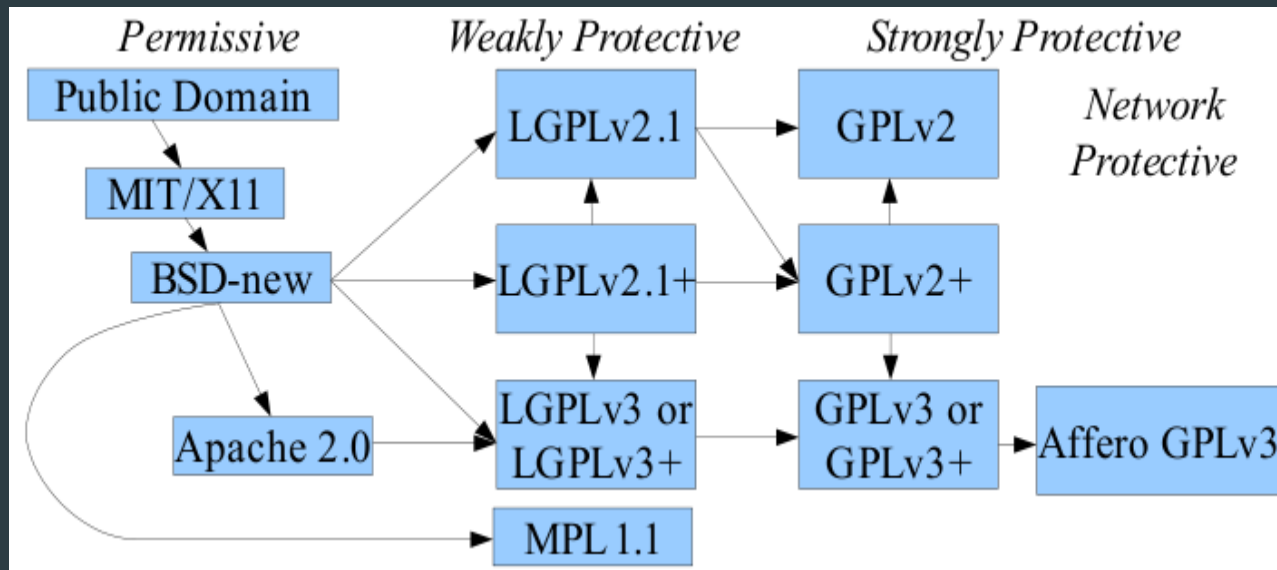 Permissive
Weakly Protective
Strongly Protective
Public Domain
LGPLv2.1
GPLv2
Network
Protective
MIT/X11
BSD-new
LGPLv2.1+
GPLv2+
Apache 2.0
LGPLv3 or
LGPLv3+
GPLv3 or
GPLv3+
Affero GPLv3
MPL 1.1